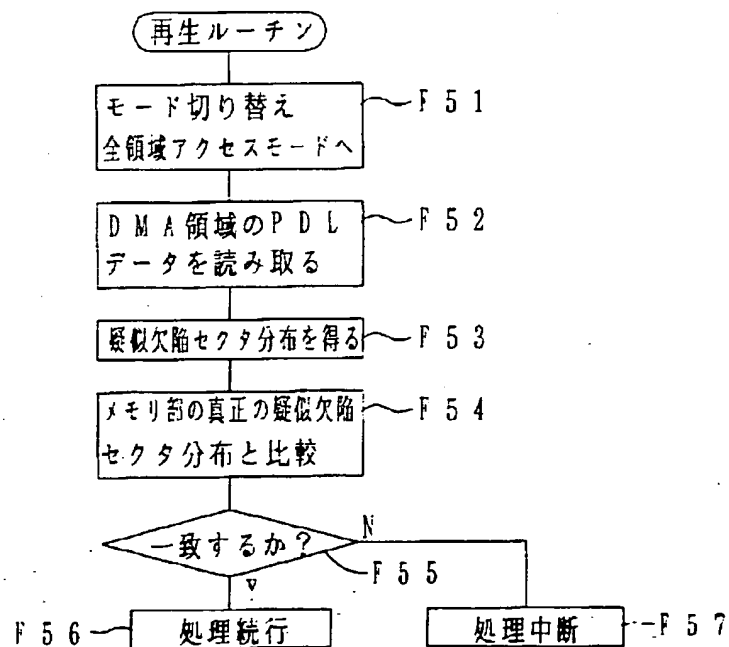 再生ルーチン
モード切り替え
全領域アクセスモードへ
F51
DMA領域のPDL
データを読み取る
F52
疑似欠陥セクタ分布を得る
F53
メモリ部の真正の疑似欠陥
セクタ分布と比較
F54
一致するか?
N
F55
F56
処理続行
処理中断
F57